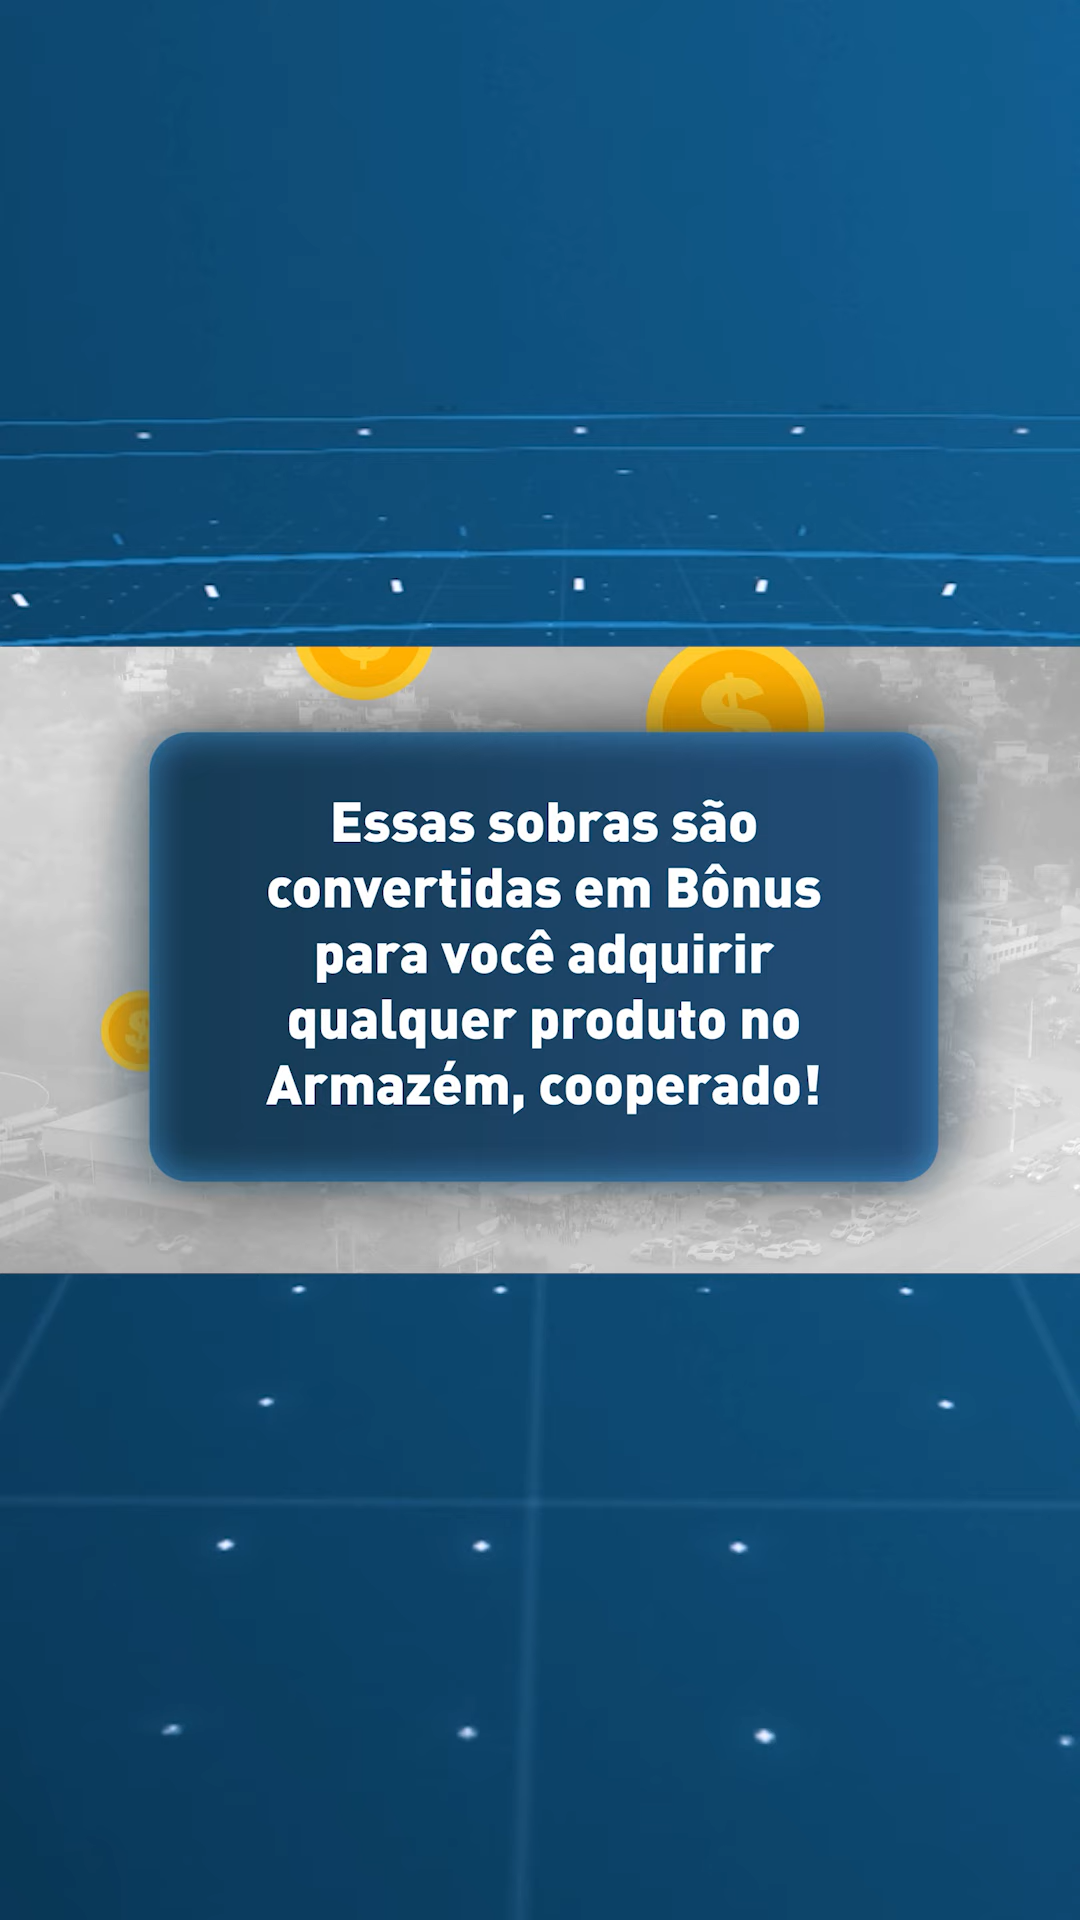 Essas sobras são
convertidas em Bônus
para você adquirir
qualquer produto no
Armazém, cooperado!